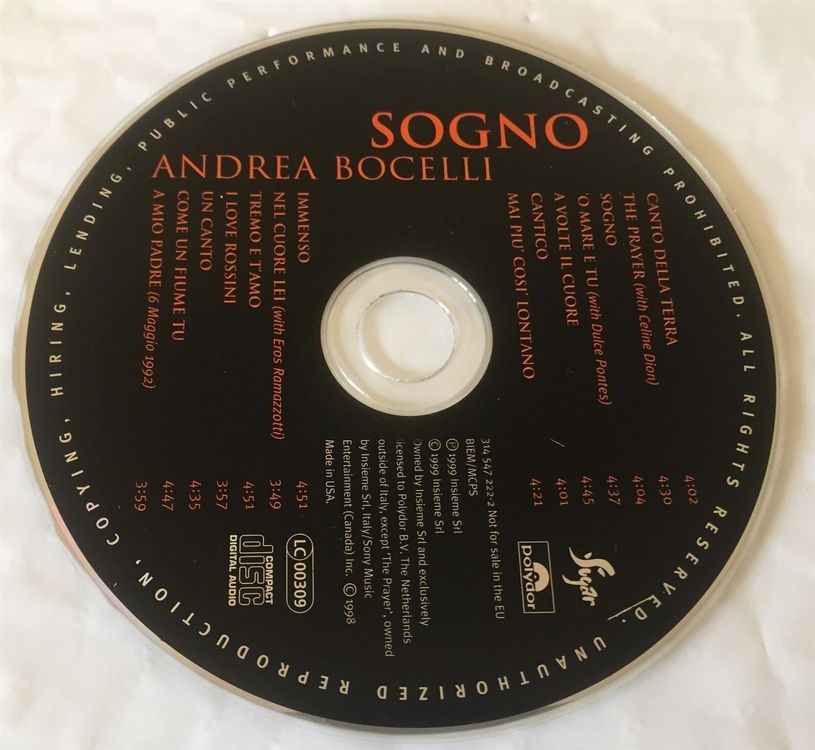 SOGNO
ANDREA BOCELLI
CANTO DELLA TERRA 4:02
THE PRAYER (with Celine Dion) 4:30
SOGNO 4:04
'O MARE E TU (with Dulce Pontes) 4:37
A VOLTE IL CUORE 4:45
CANTICO 4:01
MAI PIU' COSI' LONTANO 4:21
IMMENSO 4:51
NEL CUORE LEI (with Eros Ramazzotti) 3:49
TREMO E T'AMO 4:51
I LOVE ROSSINI 3:57
UN CANTO 4:35
COME UN FIUME TU 4:47
A MIO PADRE (6 Maggio 1992) 3:59
Sugar
polydor
314 547 222-2 Not for sale in the EU
BIEM/MCPS
℗ 1999 Insieme Srl
© 1999 Insieme Srl
Owned by Insieme Srl and exclusively
licensed to Polydor B.V. The Netherlands
outside of Italy, except 'The Prayer', owned
by Insieme Srl, Italy/Sony Music
Entertainment (Canada) Inc. © 1998
Made in USA.
LC 00309
COMPACT
disc
DIGITAL AUDIO
ALL RIGHTS RESERVED. UNAUTHORIZED REPRODUCTION, COPYING, HIRING, LENDING, PUBLIC PERFORMANCE AND BROADCASTING PROHIBITED.